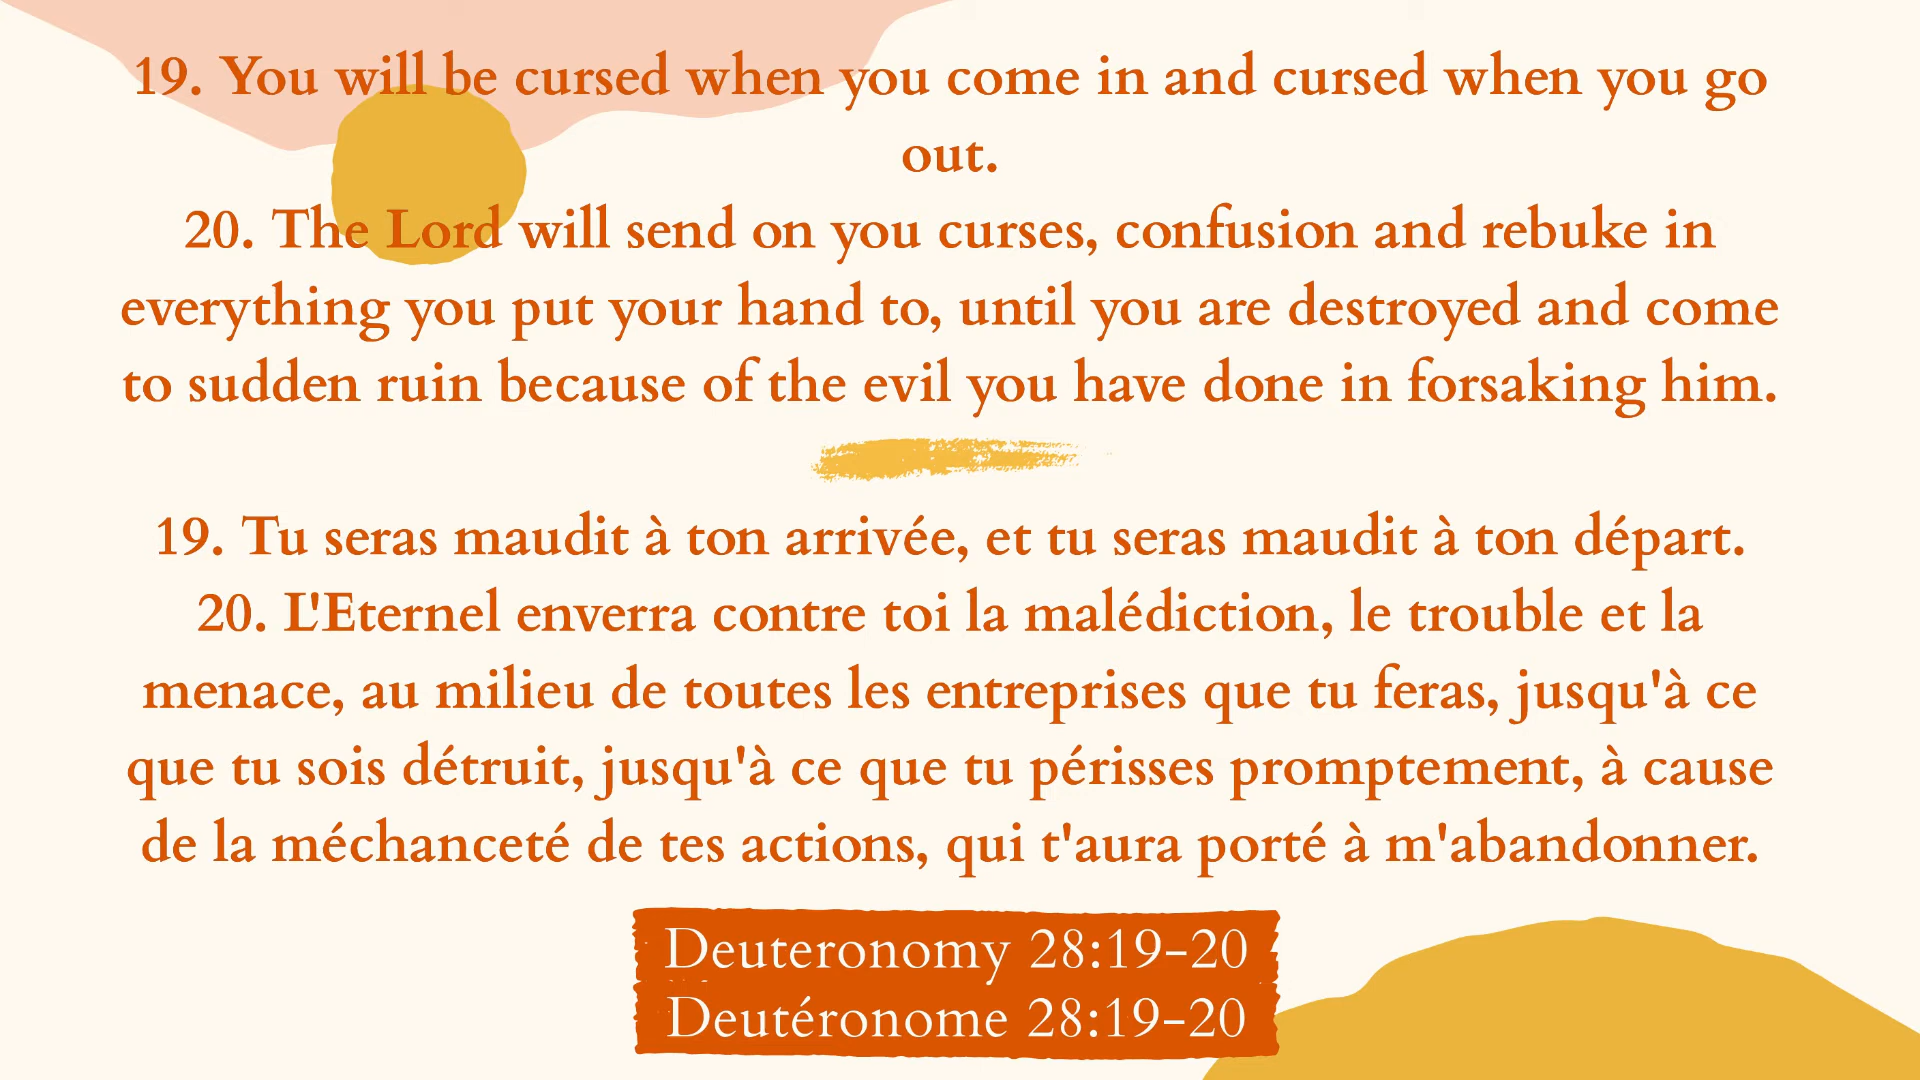 19. You will be cursed when you come in and cursed when you go
out.
20. The Lord will send on you curses, confusion and rebuke in
everything you put your hand to, until you are destroyed and come
to sudden ruin because of the evil you have done in forsaking him.
19. Tu seras maudit à ton arrivée, et tu seras maudit à ton départ.
20. L'Eternel enverra contre toi la malédiction, le trouble et la
menace, au milieu de toutes les entreprises que tu feras, jusqu'à ce
que tu sois détruit, jusqu'à ce que tu périsses promptement, à cause
de la méchanceté de tes actions, qui t'aura porté à m'abandonner.
Deuteronomy 28:19-20
Deutéronome 28:19-20